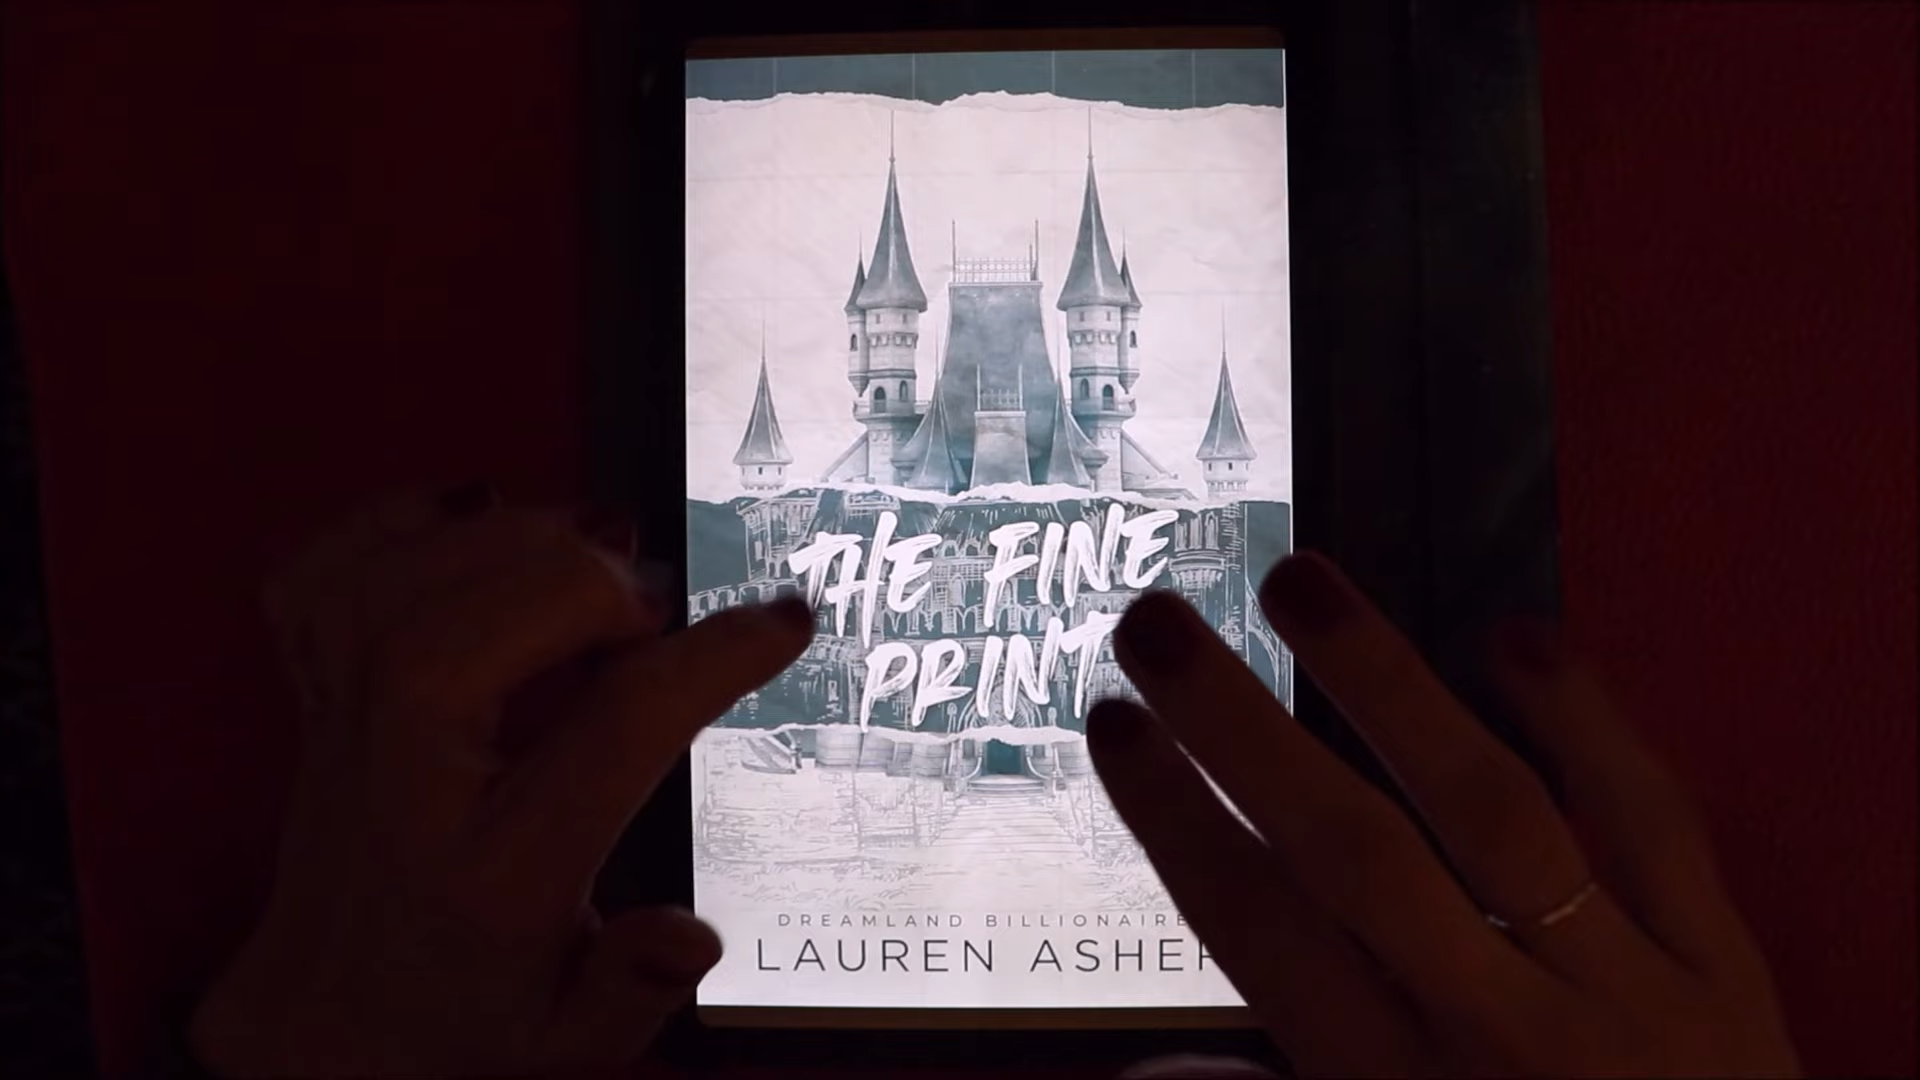 THE FINE
PRINT
DREAMLAND BILLIONAIRE
LAUREN ASHER